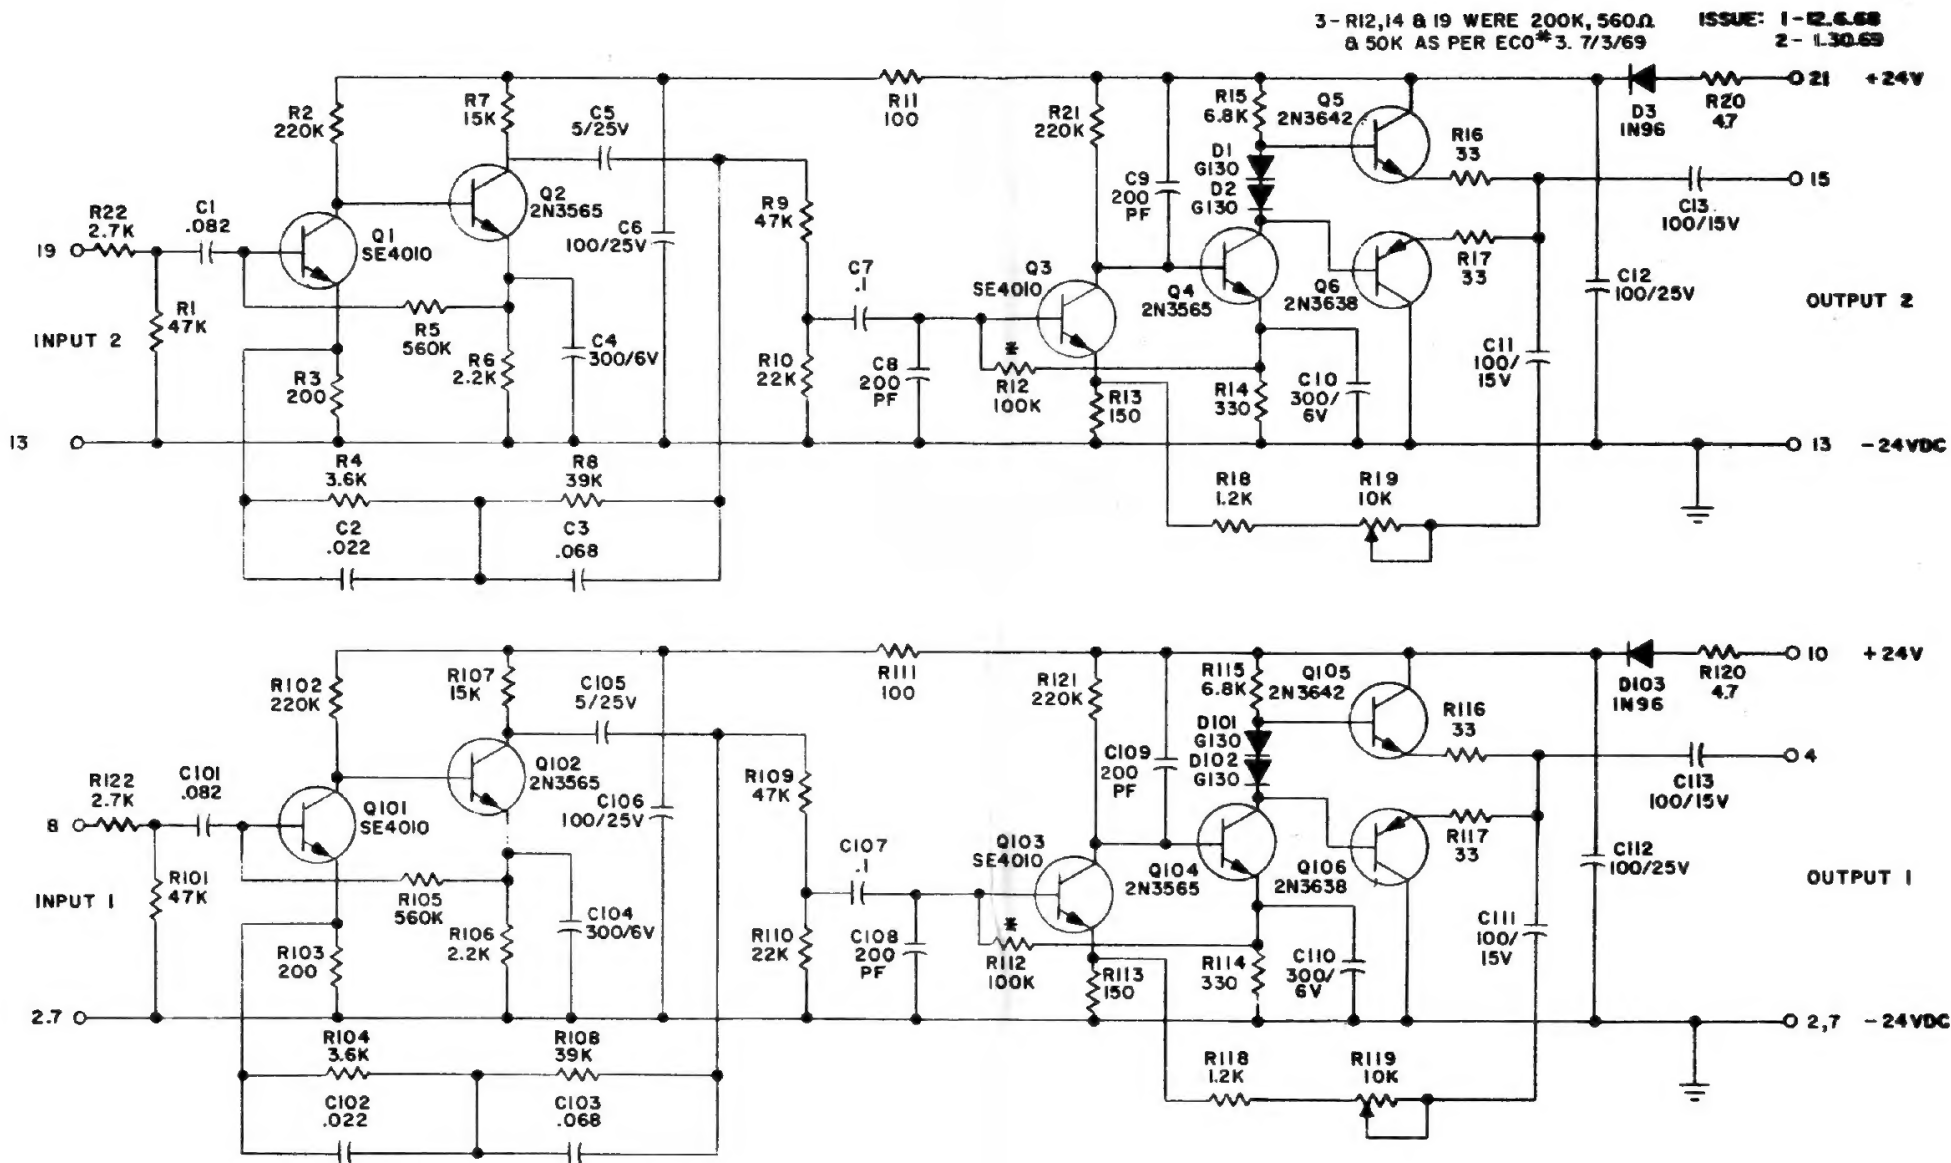 3-R12,14 & 19 WERE 200K, 560Ω ISSUE: 1-12.6.68
& 50K AS PER ECO*3. 7/3/69 2- 1.30.69
R2
220K
R7
15K
C5
5/25V
R11
100
R21
220K
R15
6.8K
Q5
2N3642
D3
1N96
R20
4.7
21 +24V
R16
33
D1
G130
D2
G130
C9
200
PF
15
C13
100/15V
Q2
2N3565
R9
47K
C6
100/25V
R22
2.7K
C1
.082
Q1
SE4010
19
R17
33
C7
.1
Q3
SE4010
Q4
2N3565
Q6
2N3638
C12
100/25V
OUTPUT 2
R1
47K
INPUT 2
R5
560K
C4
300/6V
R6
2.2K
R3
200
R10
22K
C8
200
PF
*
R12
100K
R13
150
R14
330
C10
300/
6V
C11
100/
15V
13
13 -24VDC
R4
3.6K
R8
39K
R18
1.2K
R19
10K
C2
.022
C3
.068
R102
220K
R107
15K
C105
5/25V
R111
100
R121
220K
R115
6.8K
Q105
2N3642
D103
1N96
R120
4.7
10 +24V
R116
33
D101
G130
D102
G130
C109
200
PF
4
C113
100/15V
Q102
2N3565
R109
47K
C106
100/25V
R122
2.7K
C101
.082
Q101
SE4010
8
R117
33
C107
.1
Q103
SE4010
Q104
2N3565
Q106
2N3638
C112
100/25V
OUTPUT 1
R101
47K
INPUT 1
R105
560K
C104
300/6V
R106
2.2K
R103
200
R110
22K
C108
200
PF
*
R112
100K
R113
150
R114
330
C110
300/
6V
C111
100/
15V
2.7
2,7 -24VDC
R104
3.6K
R108
39K
R118
1.2K
R119
10K
C102
.022
C103
.068